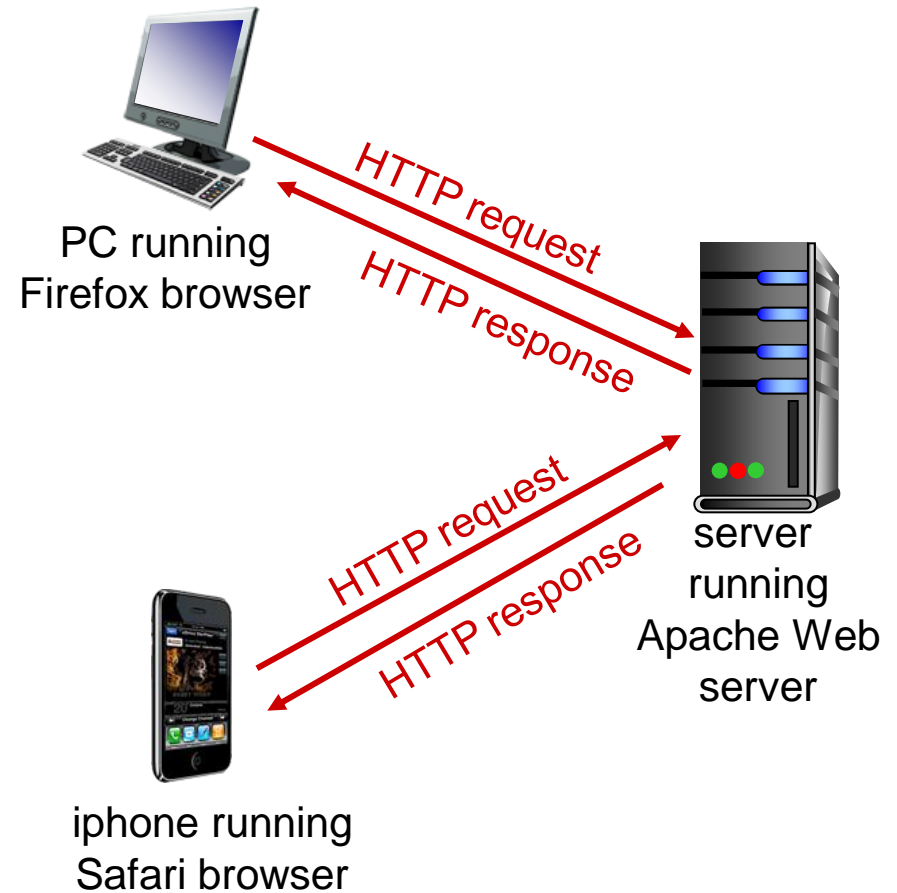 HTTP request
HTTP response
PC running
Firefox browser
HTTP request
HTTP response
server
running
Apache Web
server
iphone running
Safari browser